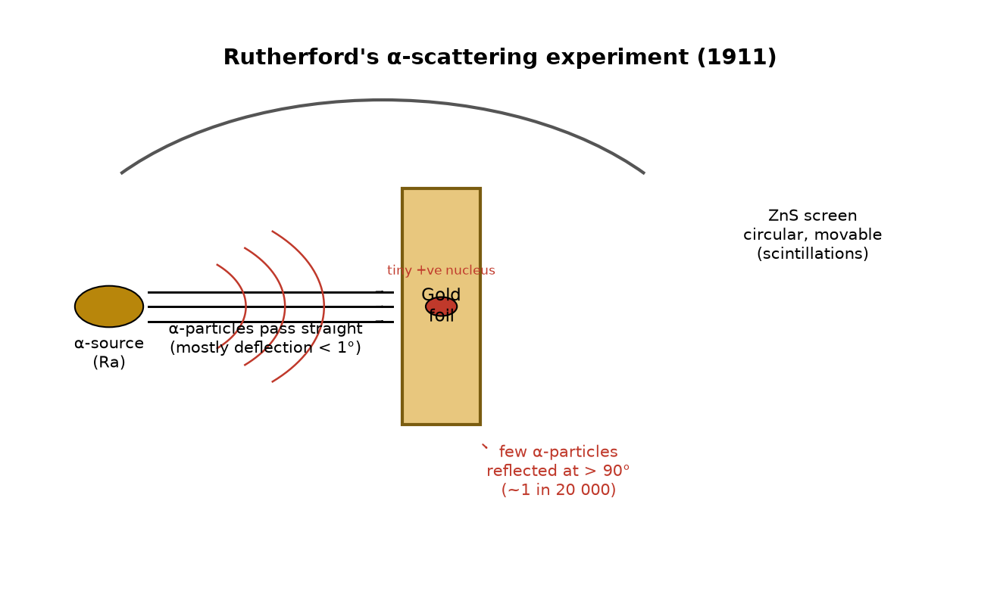 Rutherford's α-scattering experiment (1911)
ZnS screen
circular, movable
(scintillations)
tiny +ve nucleus
Gold
foil
α-particles pass straight
(mostly deflection < 1°)
α-source
(Ra)
few α-particles
reflected at > 90°
(~1 in 20 000)